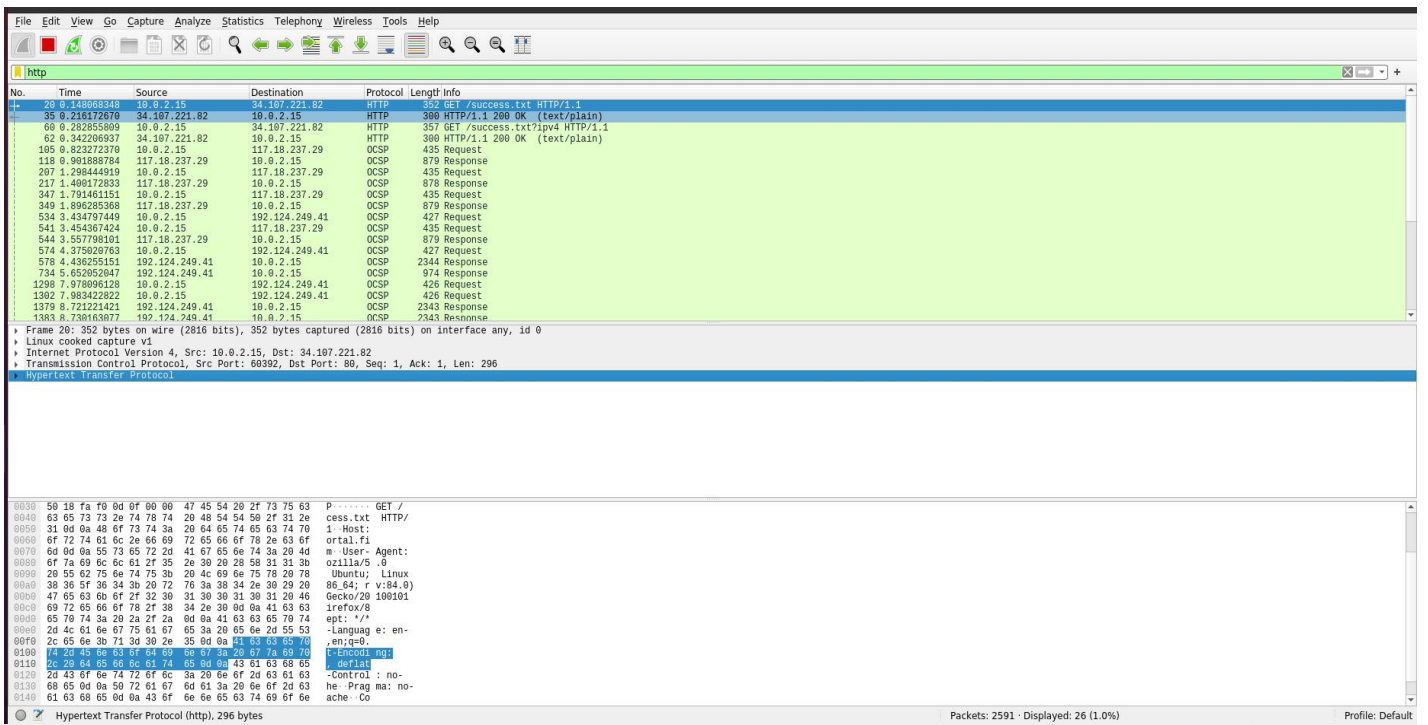 File Edit View Go Capture Analyze Statistics Telephony Wireless Tools Help
http
No. Time Source Destination Protocol Length Info
20 0.148068348 10.0.2.15 34.107.221.82 HTTP 352 GET /success.txt HTTP/1.1
35 0.216172670 34.107.221.82 10.0.2.15 HTTP 300 HTTP/1.1 200 OK (text/plain)
60 0.282855809 10.0.2.15 34.107.221.82 HTTP 357 GET /success.txt?ipv4 HTTP/1.1
62 0.342206937 34.107.221.82 10.0.2.15 HTTP 300 HTTP/1.1 200 OK (text/plain)
105 0.823272370 10.0.2.15 117.18.237.29 OCSP 435 Request
118 0.901888784 117.18.237.29 10.0.2.15 OCSP 879 Response
207 1.298444919 10.0.2.15 117.18.237.29 OCSP 435 Request
217 1.400172833 117.18.237.29 10.0.2.15 OCSP 878 Response
347 1.791461151 10.0.2.15 117.18.237.29 OCSP 435 Request
349 1.896285368 117.18.237.29 10.0.2.15 OCSP 879 Response
534 3.434797449 10.0.2.15 192.124.249.41 OCSP 427 Request
541 3.454367424 10.0.2.15 117.18.237.29 OCSP 435 Request
544 3.557798101 117.18.237.29 10.0.2.15 OCSP 879 Response
574 4.375020763 10.0.2.15 192.124.249.41 OCSP 427 Request
578 4.436255151 192.124.249.41 10.0.2.15 OCSP 2344 Response
734 5.652052047 192.124.249.41 10.0.2.15 OCSP 974 Response
1298 7.978096128 10.0.2.15 192.124.249.41 OCSP 426 Request
1302 7.983422822 10.0.2.15 192.124.249.41 OCSP 426 Request
1379 8.721221421 192.124.249.41 10.0.2.15 OCSP 2343 Response
1383 8.730163077 192.124.249.41 10.0.2.15 OCSP 2343 Response
Frame 20: 352 bytes on wire (2816 bits), 352 bytes captured (2816 bits) on interface any, id 0
Linux cooked capture v1
Internet Protocol Version 4, Src: 10.0.2.15, Dst: 34.107.221.82
Transmission Control Protocol, Src Port: 60392, Dst Port: 80, Seq: 1, Ack: 1, Len: 296
Hypertext Transfer Protocol
0030 50 18 fa f0 0d 0f 00 00 47 45 54 20 2f 73 75 63 P······· GET /
0040 63 65 73 73 2e 74 78 74 20 48 54 54 50 2f 31 2e cess.txt HTTP/
0050 31 0d 0a 48 6f 73 74 3a 20 64 65 74 65 63 74 70 1··Host:
0060 6f 72 74 61 6c 2e 66 69 72 65 66 6f 78 2e 63 6f ortal.fi
0070 6d 0d 0a 55 73 65 72 2d 41 67 65 6e 74 3a 20 4d m··User- Agent:
0080 6f 7a 69 6c 6c 61 2f 35 2e 30 20 28 58 31 31 3b ozilla/5 .0
0090 20 55 62 75 6e 74 75 3b 20 4c 69 6e 75 78 20 78 Ubuntu; Linux
00a0 38 36 5f 36 34 3b 20 72 76 3a 38 34 2e 30 29 20 86_64; r v:84.0)
00b0 47 65 63 6b 6f 2f 32 30 31 30 30 31 30 31 20 46 Gecko/20 100101
00c0 69 72 65 66 6f 78 2f 38 34 2e 30 0d 0a 41 63 63 irefox/8
00d0 65 70 74 3a 20 2a 2f 2a 0d 0a 41 63 63 65 70 74 ept: */*
00e0 2d 4c 61 6e 67 75 61 67 65 3a 20 65 6e 2d 55 53 -Languag e: en-
00f0 2c 65 6e 3b 71 3d 30 2e 35 0d 0a 41 63 63 65 70 ,en;q=0.
0100 74 2d 45 6e 63 6f 64 69 6e 67 3a 20 67 7a 69 70 t-Encodi ng:
0110 2c 20 64 65 66 6c 61 74 65 0d 0a 43 61 63 68 65 , deflat
0120 2d 43 6f 6e 74 72 6f 6c 3a 20 6e 6f 2d 63 61 63 -Control : no-
0130 68 65 0d 0a 50 72 61 67 6d 61 3a 20 6e 6f 2d 63 he··Prag ma: no-
0140 61 63 68 65 0d 0a 43 6f 6e 6e 65 63 74 69 6f 6e ache··Co
Hypertext Transfer Protocol (http), 296 bytes Packets: 2591 · Displayed: 26 (1.0%) Profile: Default